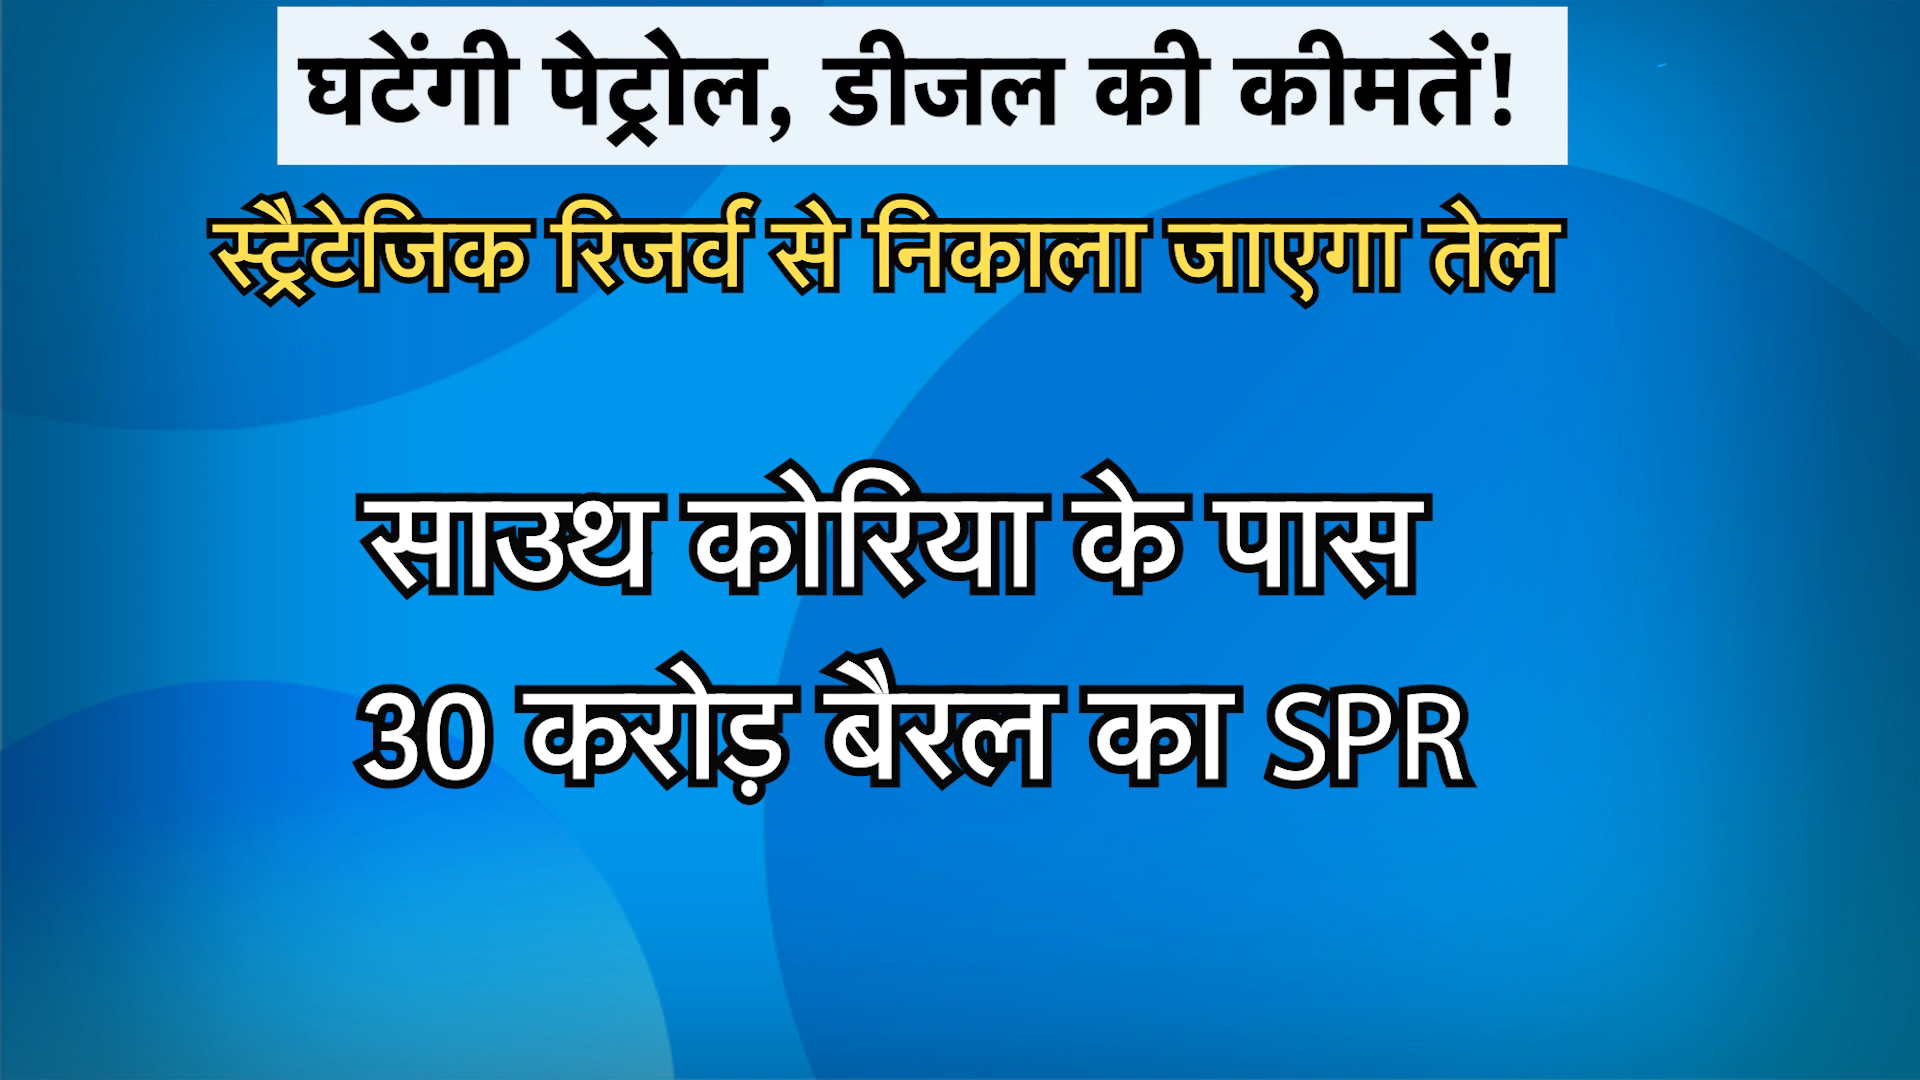 घटेंगी पेट्रोल, डीजल की कीमतें!
स्ट्रैटेजिक रिजर्व से निकाला जाएगा तेल
साउथ कोरिया के पास
30 करोड़ बैरल का SPR